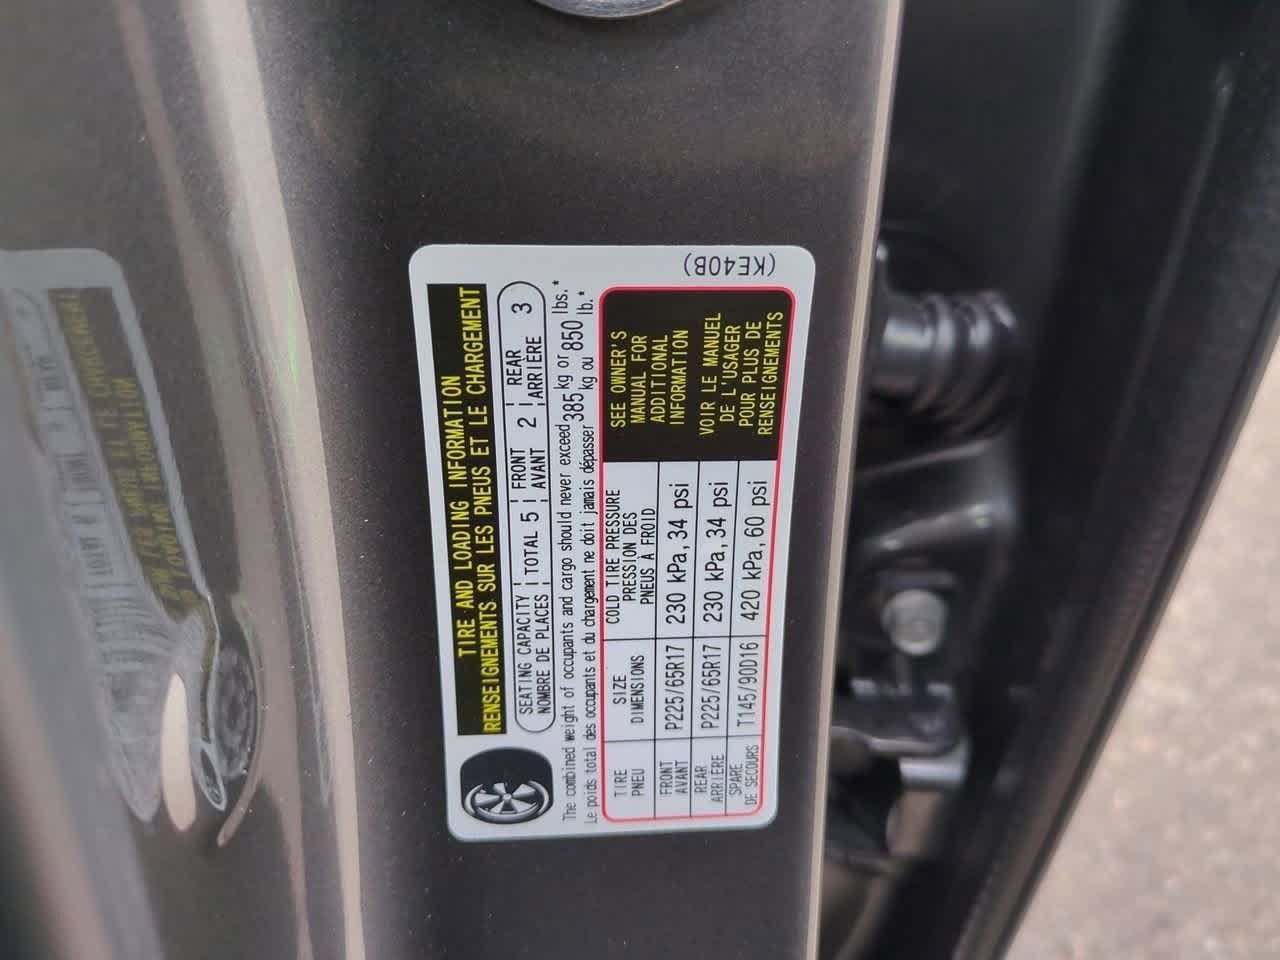 (KE40B)
TIRE AND LOADING INFORMATION
RENSEIGNEMENTS SUR LES PNEUS ET LE CHARGEMENT
SEATING CAPACITY TOTAL 5 FRONT 2 REAR 3
NOMBRE DE PLACES AVANT ARRIÈRE
The combined weight of occupants and cargo should never exceed 385 kg or 850 lbs.*
Le poids total des occupants et du chargement ne doit jamais dépasser kg ou lb.*
TIRE SIZE COLD TIRE PRESSURE
PNEU DIMENSIONS PRESSION DES
PNEUS À FROID
FRONT P225/65R17 230 kPa, 34 psi
AVANT
REAR P225/65R17 230 kPa, 34 psi
ARRIÈRE
SPARE T145/90D16 420 kPa, 60 psi
DE SECOURS
SEE OWNER'S
MANUAL FOR
ADDITIONAL
INFORMATION
VOIR LE MANUEL
DE L'USAGER
POUR PLUS DE
RENSEIGNEMENTS